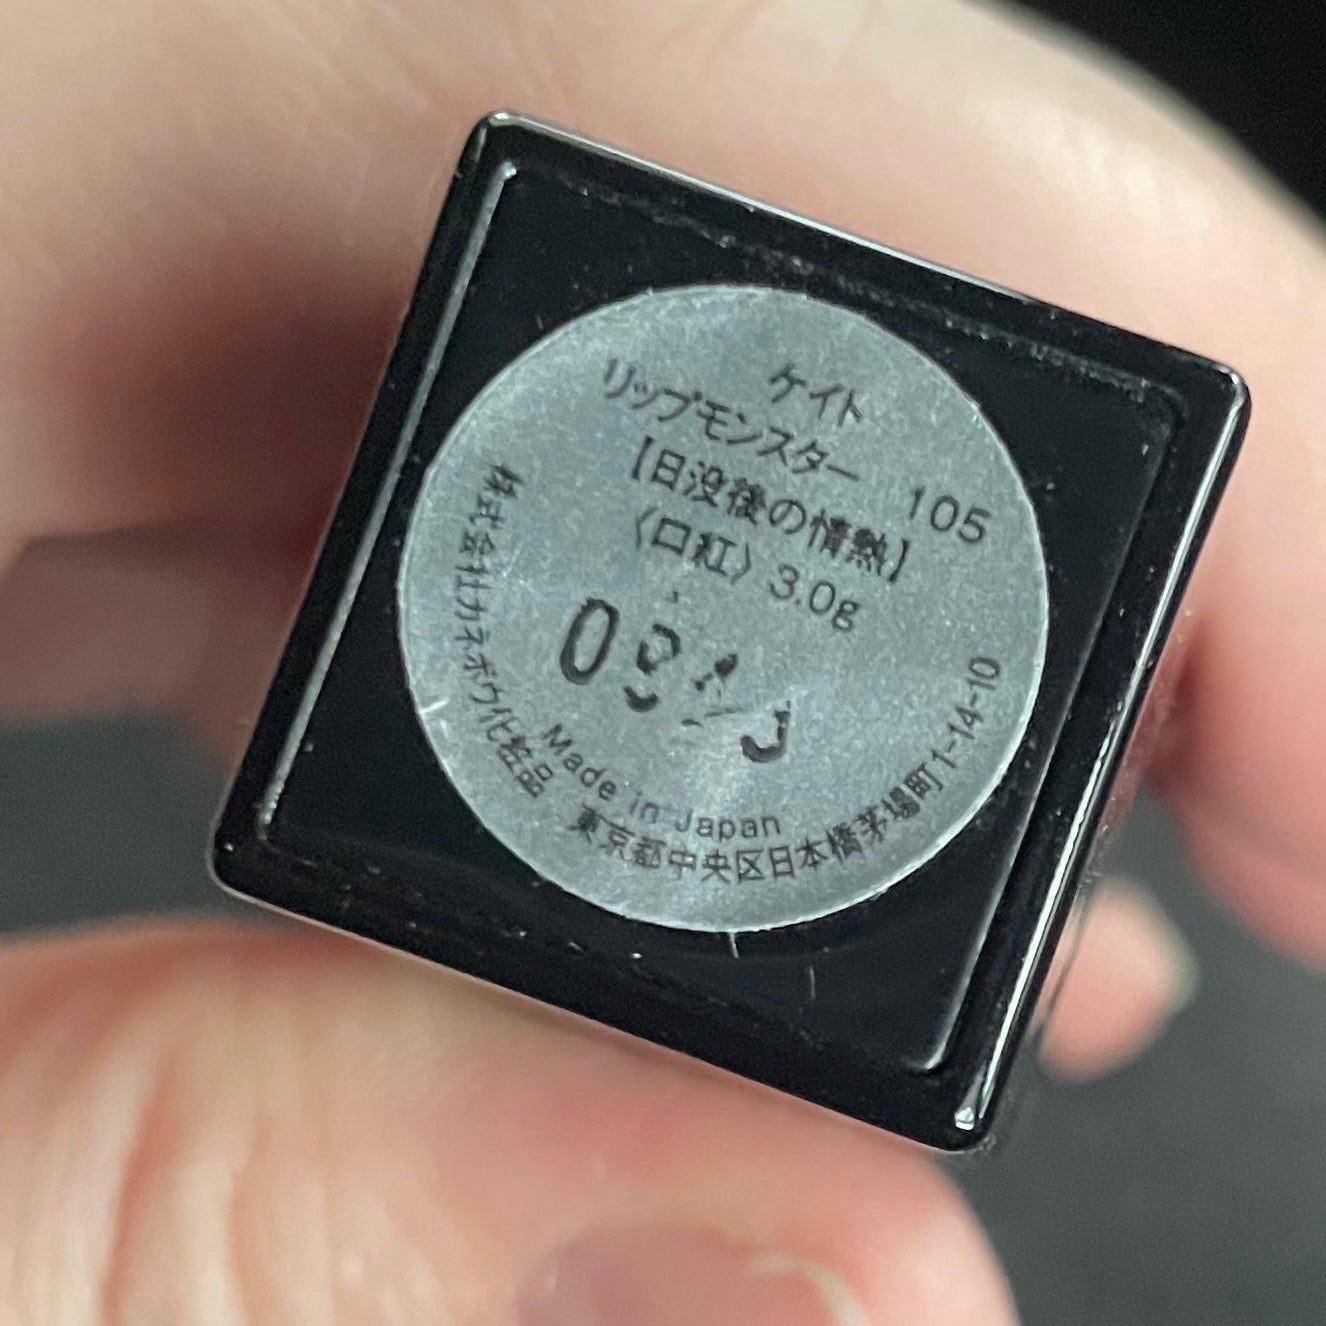 ケイト
リップモンスター 105
【日没後の情熱】
〈口紅〉3.0g
Made in Japan
株式会社カネボウ化粧品 東京都中央区日本橋茅場町1-14-10